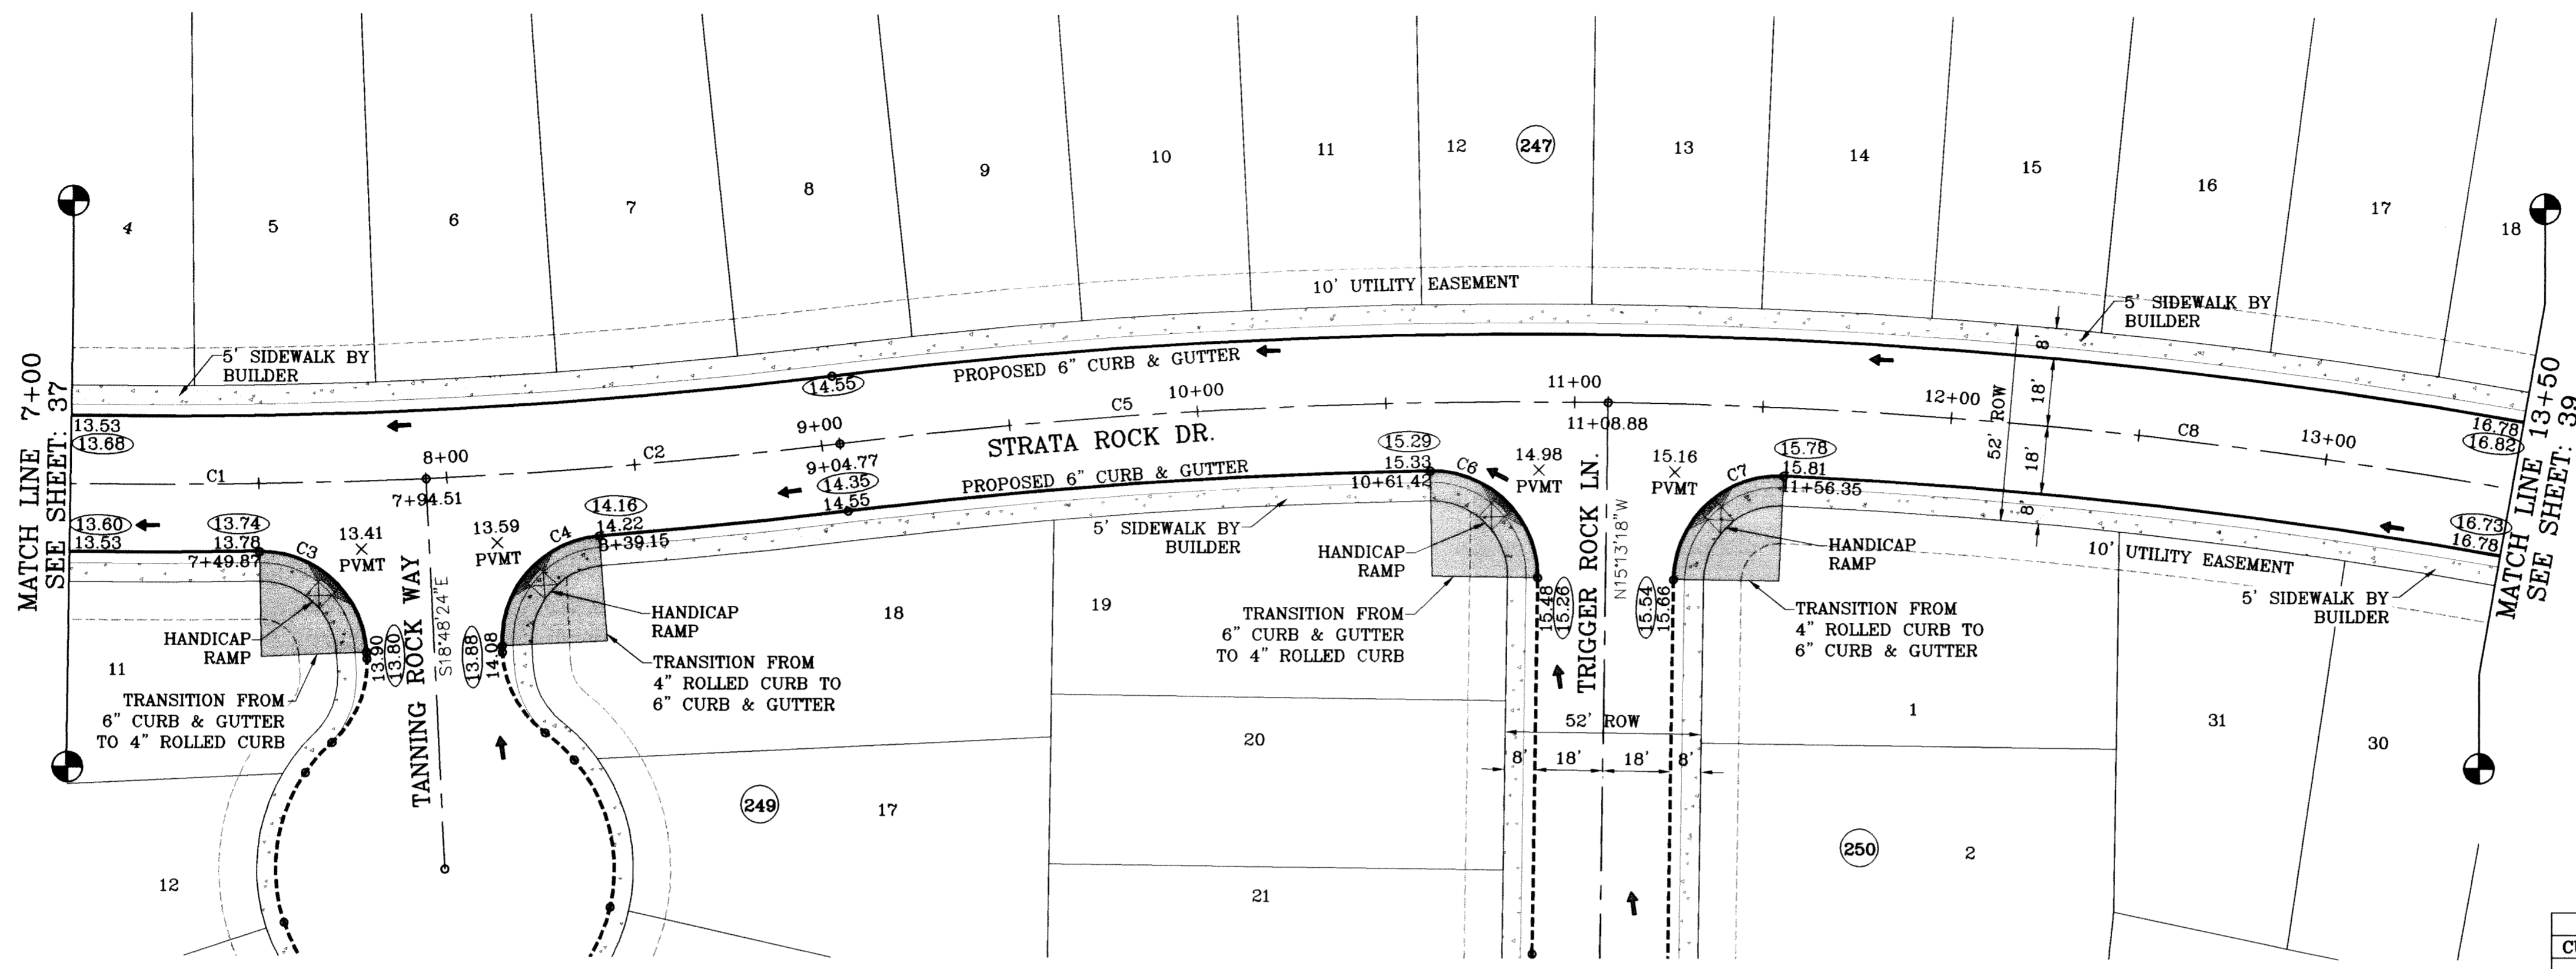 MATCH LINE 7+00
SEE SHEET: 37
4
5
6
7
8
9
10
11
12
247
13
14
15
16
17
18
10' UTILITY EASEMENT
5' SIDEWALK BY
BUILDER
5' SIDEWALK BY
BUILDER
14.55
PROPOSED 6" CURB & GUTTER
13.53
13.68
C1
8+00
7+94.51
C2
9+00
9+04.77
14.35
14.55
STRATA ROCK DR.
C5
10+00
11+00
11+08.88
12+00
C8
13+00
52' ROW
8'
18'
18'
8'
16.78
16.82
MATCH LINE 13+50
SEE SHEET: 39
13.60
13.53
13.74
13.78
7+49.87
C3
13.41
PVMT
13.59
PVMT
C4
14.16
14.22
8+39.15
PROPOSED 6" CURB & GUTTER
15.29
15.33
10+61.42
C6
14.98
PVMT
15.16
PVMT
C7
15.78
15.81
11+56.35
16.73
16.78
5' SIDEWALK BY
BUILDER
10' UTILITY EASEMENT
5' SIDEWALK BY
BUILDER
HANDICAP
RAMP
13.90
13.80
TANNING ROCK WAY
S18°48'24"E
13.88
14.08
HANDICAP
RAMP
TRANSITION FROM
6" CURB & GUTTER
TO 4" ROLLED CURB
TRANSITION FROM
4" ROLLED CURB TO
6" CURB & GUTTER
HANDICAP
RAMP
TRANSITION FROM
6" CURB & GUTTER
TO 4" ROLLED CURB
15.48
15.26
TRIGGER ROCK LN.
N15°13'18"W
15.54
15.66
HANDICAP
RAMP
TRANSITION FROM
4" ROLLED CURB TO
6" CURB & GUTTER
52' ROW
8'
18'
18'
8'
11
12
18
249
17
19
20
21
1
250
2
31
30